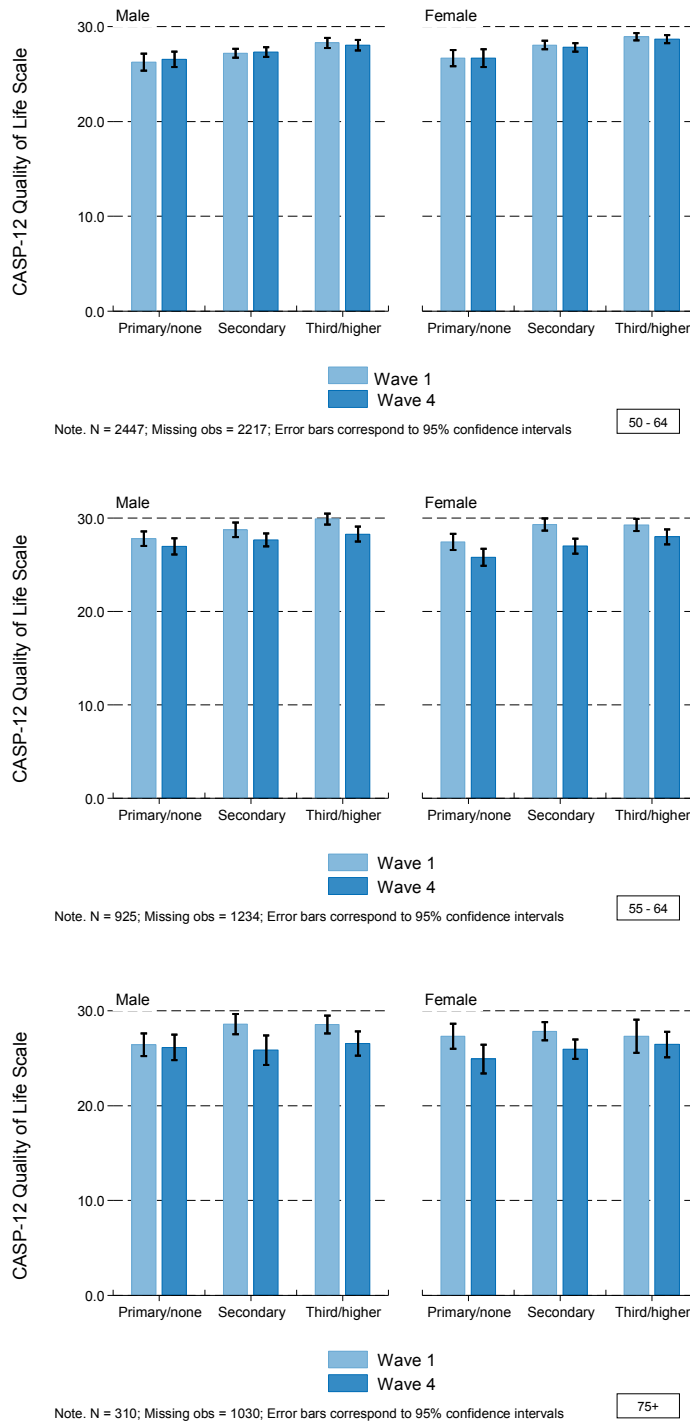 Male Female
CASP-12 Quality of Life Scale
30.0
20.0
10.0
0.0
Primary/none Secondary Third/higher Primary/none Secondary Third/higher
Wave 1
Wave 4
Note. N = 2447; Missing obs = 2217; Error bars correspond to 95% confidence intervals
50 - 64
Male Female
CASP-12 Quality of Life Scale
30.0
20.0
10.0
0.0
Primary/none Secondary Third/higher Primary/none Secondary Third/higher
Wave 1
Wave 4
Note. N = 925; Missing obs = 1234; Error bars correspond to 95% confidence intervals
55 - 64
Male Female
CASP-12 Quality of Life Scale
30.0
20.0
10.0
0.0
Primary/none Secondary Third/higher Primary/none Secondary Third/higher
Wave 1
Wave 4
Note. N = 310; Missing obs = 1030; Error bars correspond to 95% confidence intervals
75+